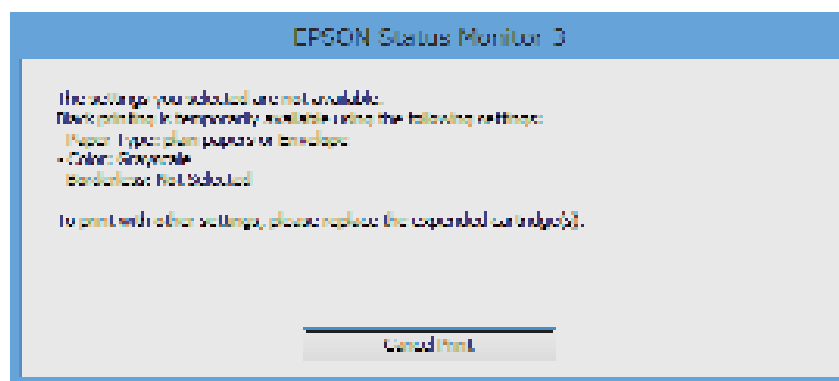 EPSON Status Monitor 3
The settings you selected are not available.
Black printing is temporarily available using the following settings:
- Paper Type: plain papers or Envelope
- Color: Grayscale
- Borderless: Not Selected
To print with other settings, please replace the expended cartridge(s).
Cancel Print